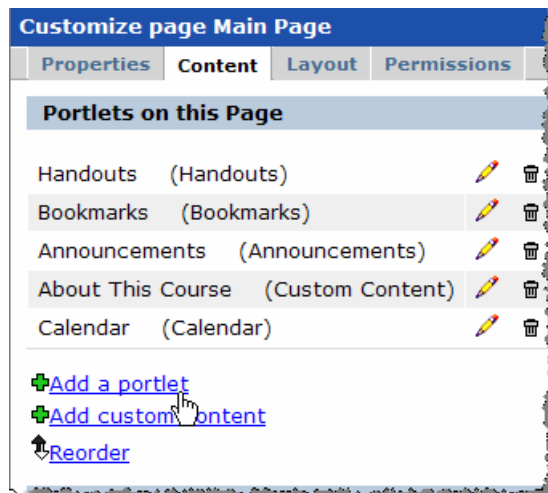 Customize page Main Page
Properties Content Layout Permissions
Portlets on this Page
Handouts (Handouts)
Bookmarks (Bookmarks)
Announcements (Announcements)
About This Course (Custom Content)
Calendar (Calendar)
Add a portlet
Add custom content
Reorder